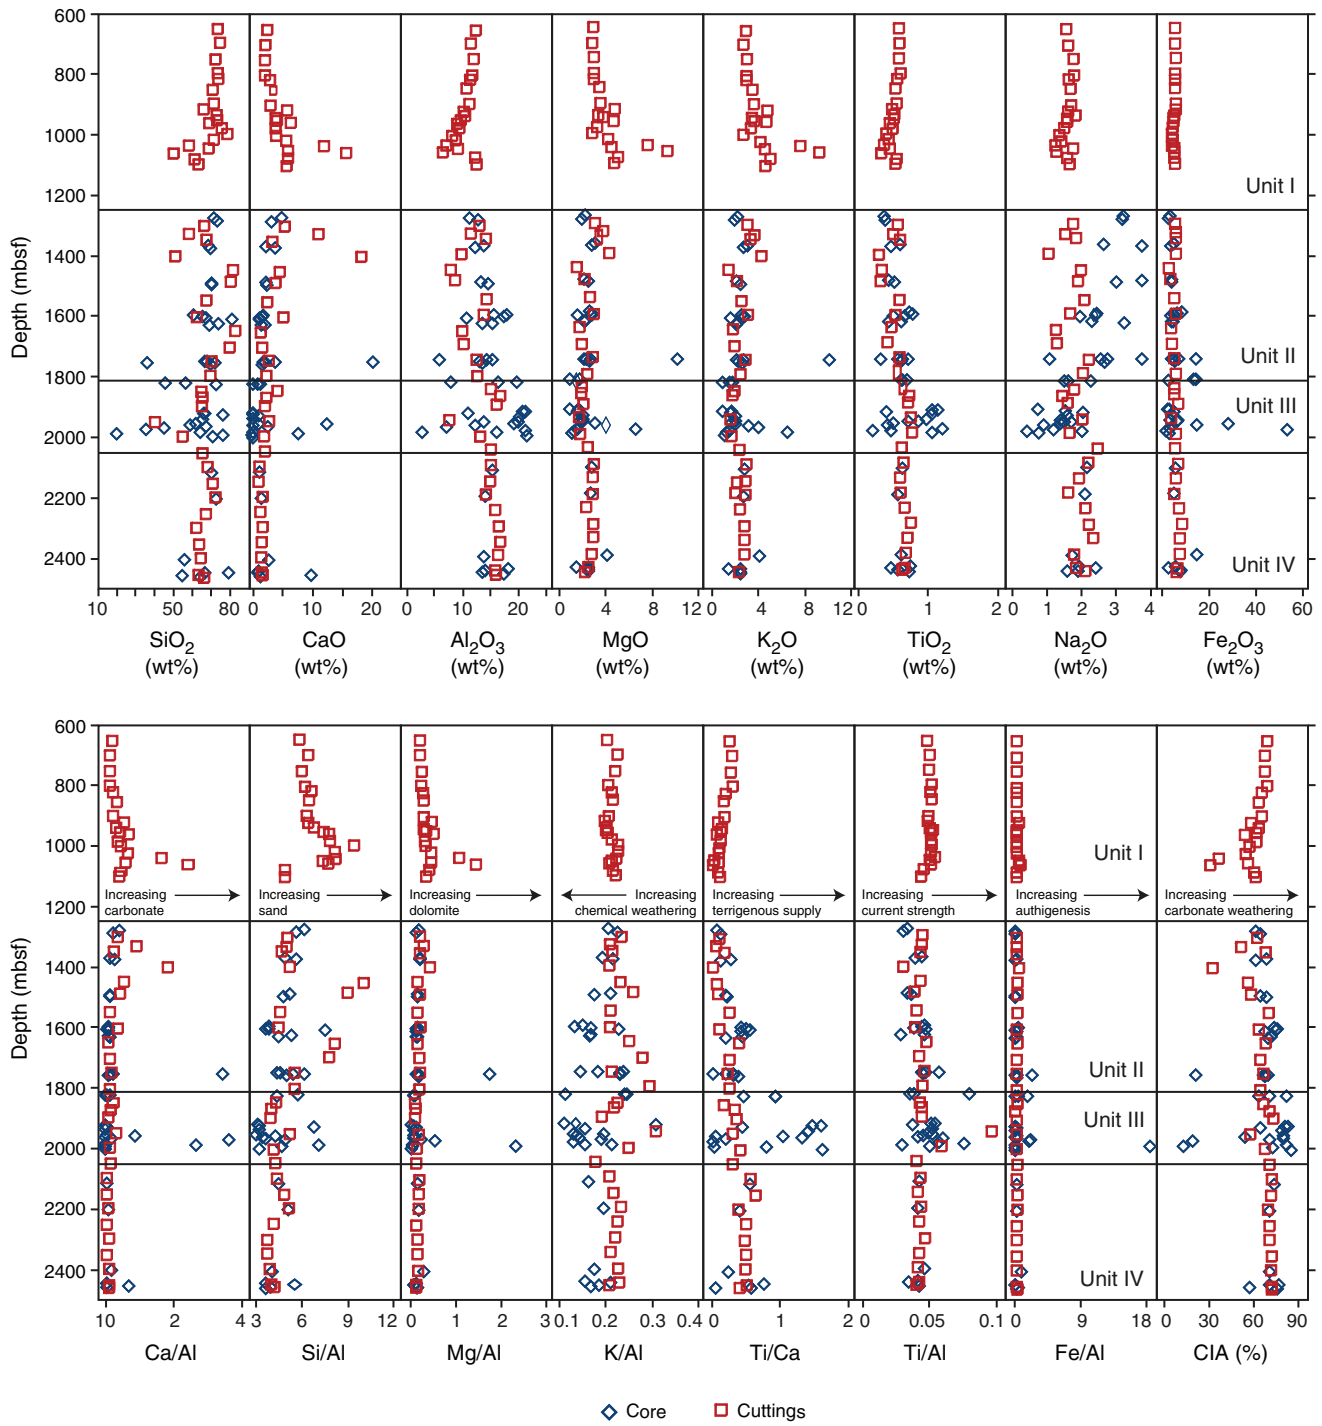 600
800
1000
1200
1400
1600
1800
2000
2200
2400
Depth (mbsf)
Unit I
Unit II
Unit III
Unit IV
10 50 80 0 10 20 0 10 20 0 4 10 12 0 4 8 12 0 1 2 0 1 2 3 4 0 20 40 60
SiO2 CaO Al2O3 MgO K2O TiO2 Na2O Fe2O3
(wt%) (wt%) (wt%) (wt%) (wt%) (wt%) (wt%) (wt%)
600
800
1000
1200
1400
1600
1800
2000
2200
2400
Depth (mbsf)
Unit I
Increasing Increasing Increasing Increasing Increasing Increasing Increasing Increasing
carbonate sand dolomite chemical weathering terrigenous supply current strength authigenesis carbonate weathering
Unit II
Unit III
Unit IV
0 2 4 3 6 9 12 0 1 2 3 0.1 0.2 0.3 0.4 0 1 2 0 0.05 0.1 0 9 18 0 30 60 90
Ca/Al Si/Al Mg/Al K/Al Ti/Ca Ti/Al Fe/Al CIA (%)
Core Cuttings